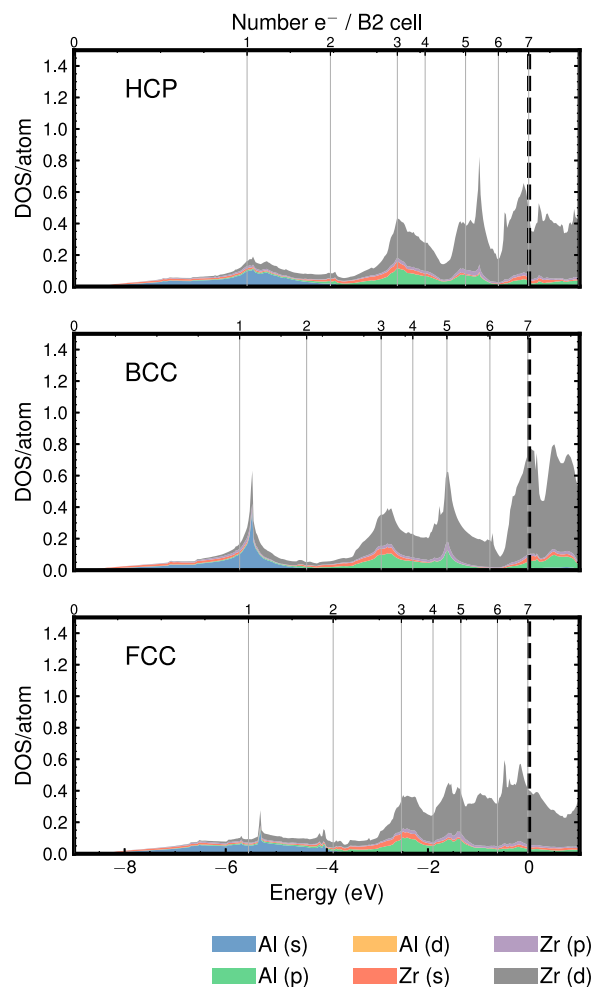 Number e⁻ / B2 cell
0 1 2 3 4 5 6 7
HCP
DOS/atom
1.4
1.2
1.0
0.8
0.6
0.4
0.2
0.0
0 1 2 3 4 5 6 7
BCC
DOS/atom
1.4
1.2
1.0
0.8
0.6
0.4
0.2
0.0
0 1 2 3 4 5 6 7
FCC
DOS/atom
1.4
1.2
1.0
0.8
0.6
0.4
0.2
0.0
−8 −6 −4 −2 0
Energy (eV)
Al (s) Al (d) Zr (p)
Al (p) Zr (s) Zr (d)